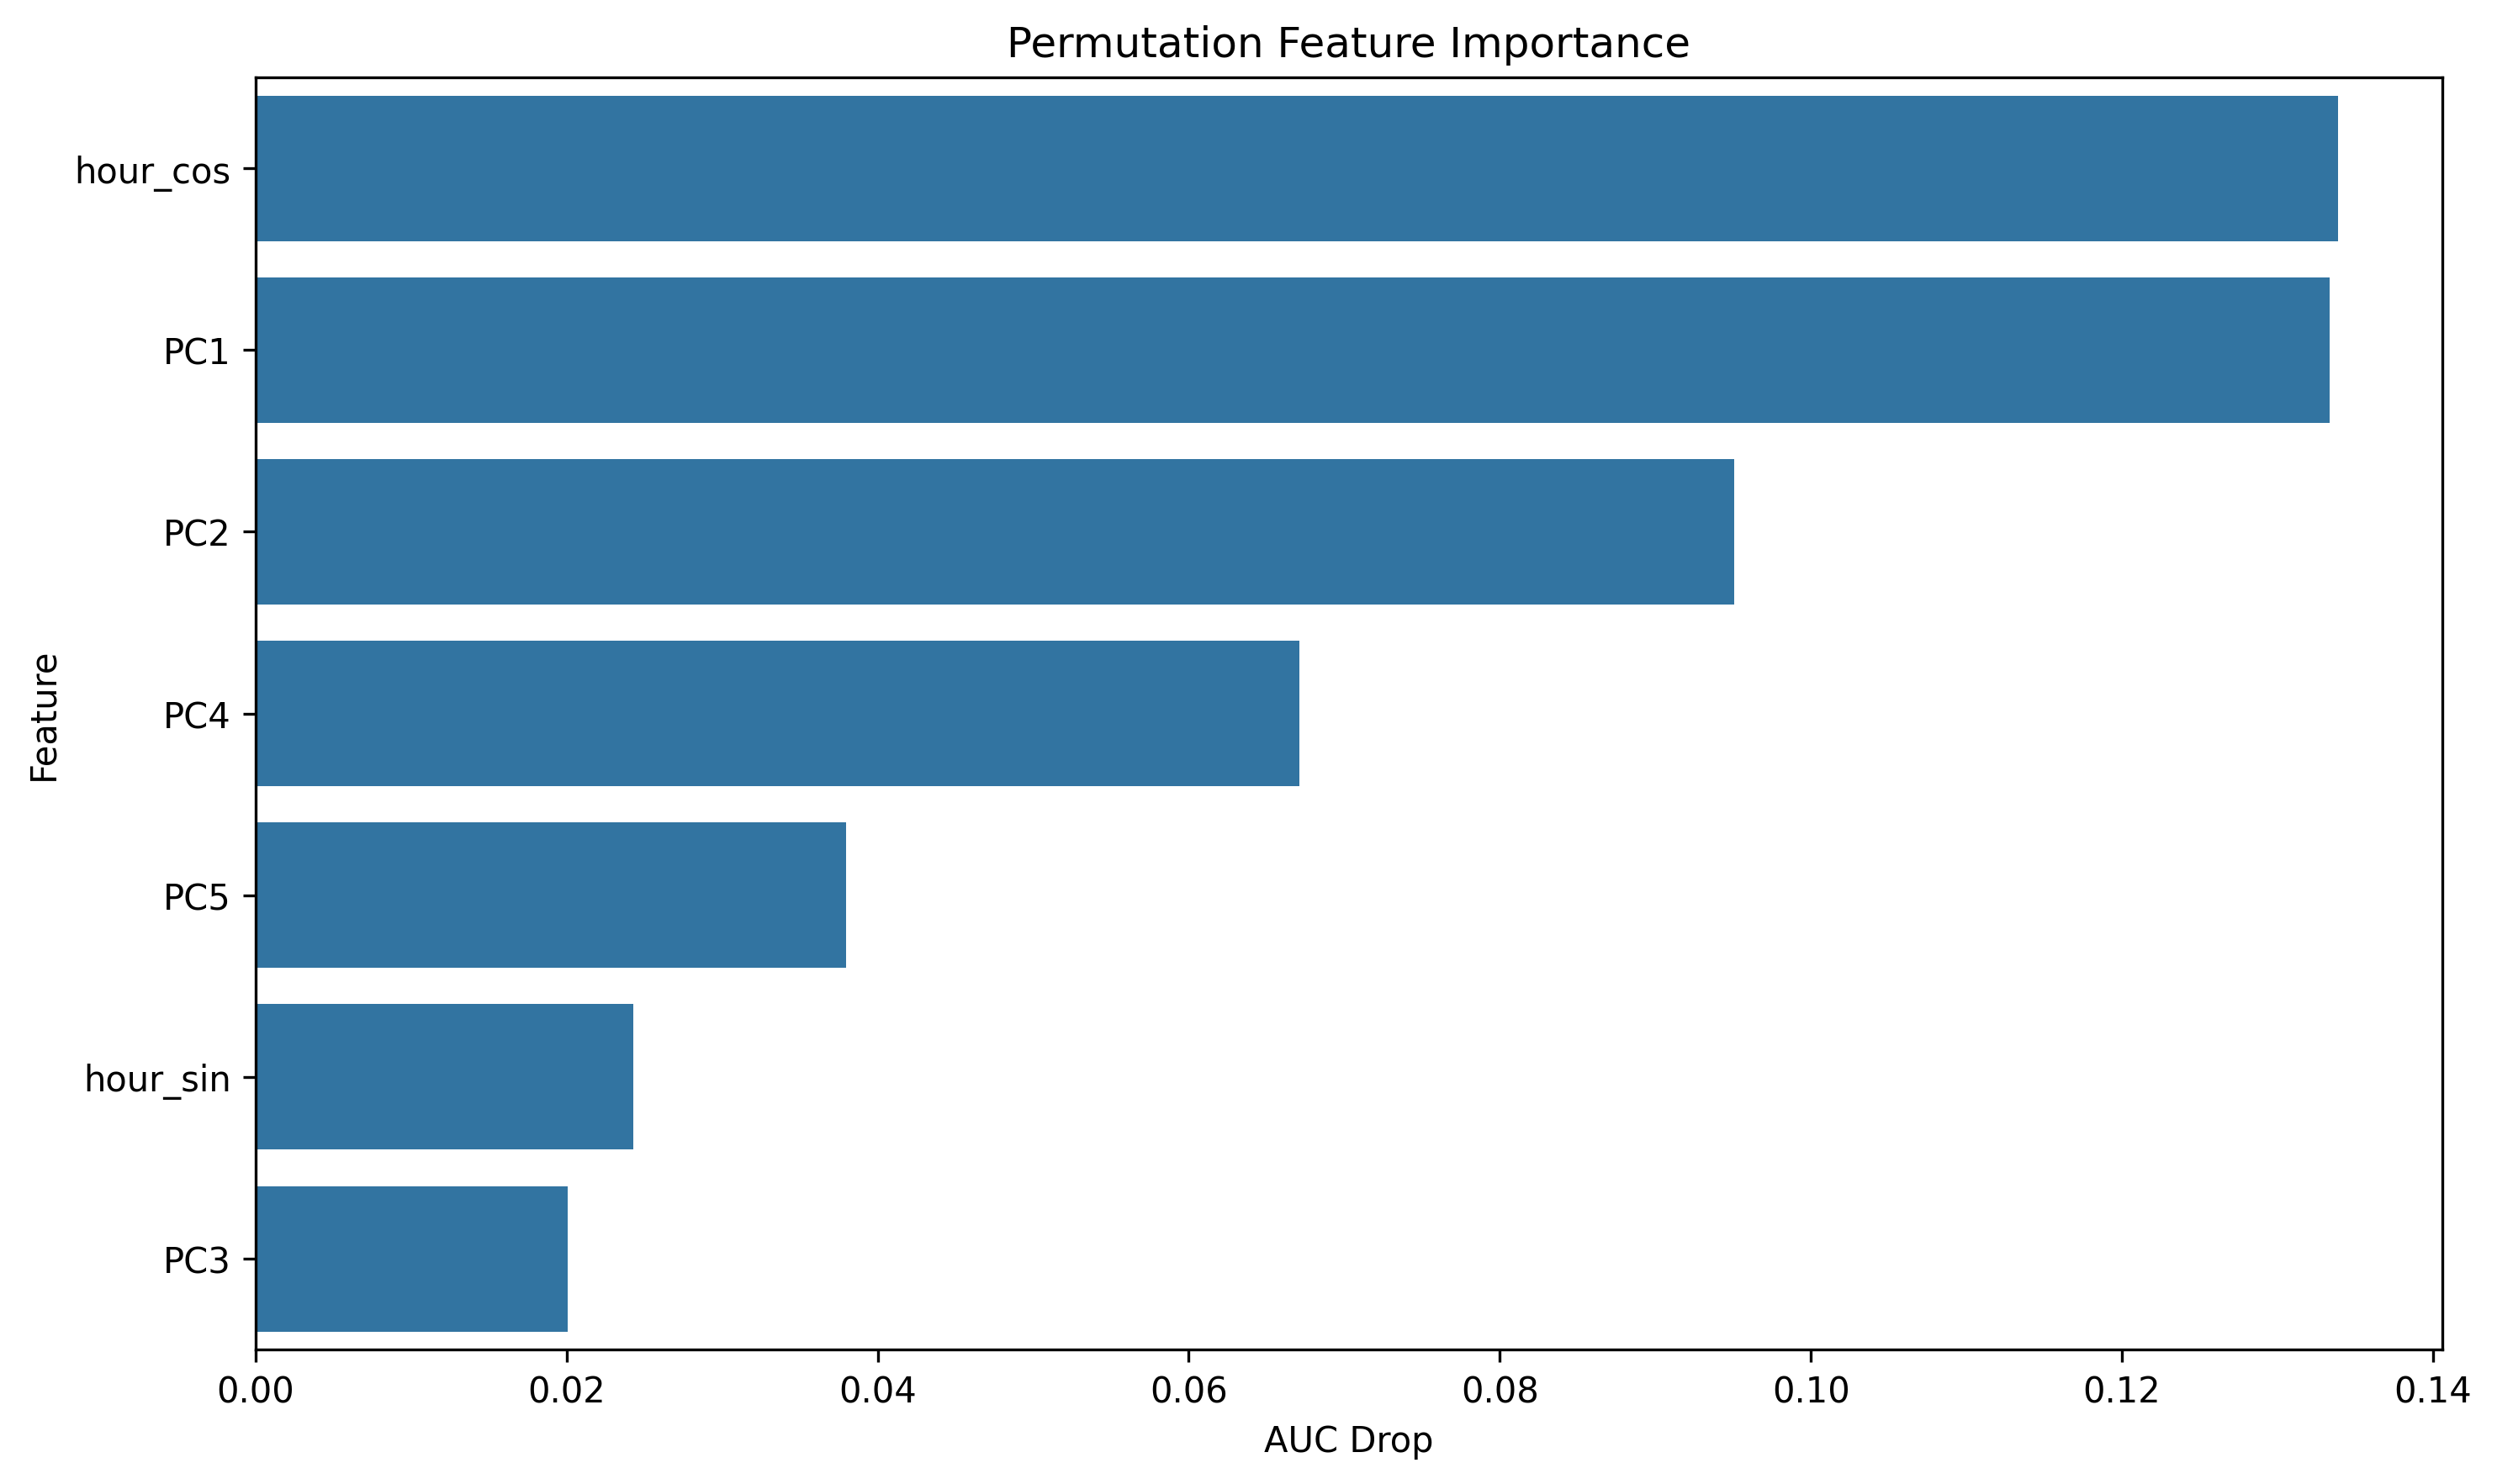 Permutation Feature Importance
Feature
hour_cos
PC1
PC2
PC4
PC5
hour_sin
PC3
0.00 0.02 0.04 0.06 0.08 0.10 0.12 0.14
AUC Drop